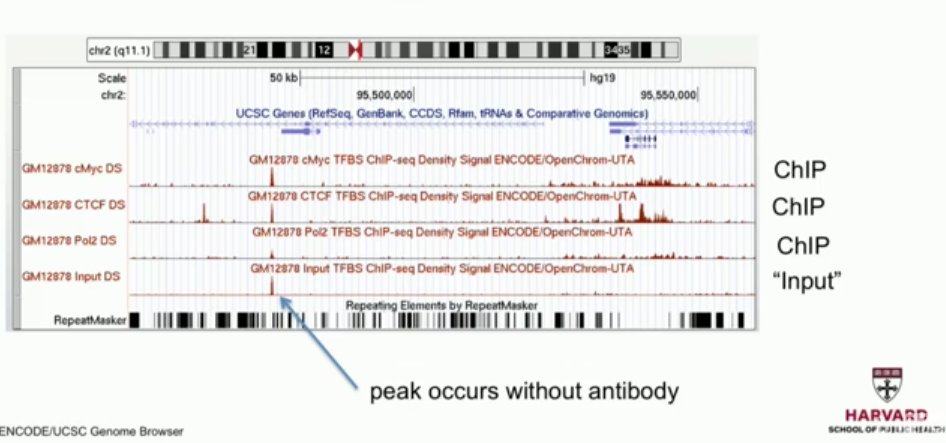 chr2 (q11.1) 21 12 34 35
Scale 50 kb hg19
chr2: 95,500,000 95,550,000
UCSC Genes (RefSeq, GenBank, CCDS, Rfam, tRNAs & Comparative Genomics)
GM12878 cMyc TFBS ChIP-seq Density Signal ENCODE/OpenChrom-UTA
GM12878 cMyc DS ChIP
GM12878 CTCF TFBS ChIP-seq Density Signal ENCODE/OpenChrom-UTA
GM12878 CTCF DS ChIP
GM12878 Pol2 TFBS ChIP-seq Density Signal ENCODE/OpenChrom-UTA
GM12878 Pol2 DS ChIP
GM12878 Input TFBS ChIP-seq Density Signal ENCODE/OpenChrom-UTA
GM12878 Input DS “Input”
Repeating Elements by RepeatMasker
RepeatMasker
peak occurs without antibody
HARVARD
SCHOOL OF PUBLIC HEALTH
ENCODE/UCSC Genome Browser